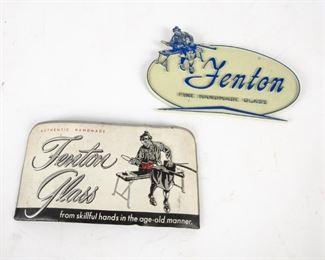 Fenton
FINE HANDMADE GLASS
AUTHENTIC HANDMADE
Fenton
Glass
from skillful hands in the age-old manner.